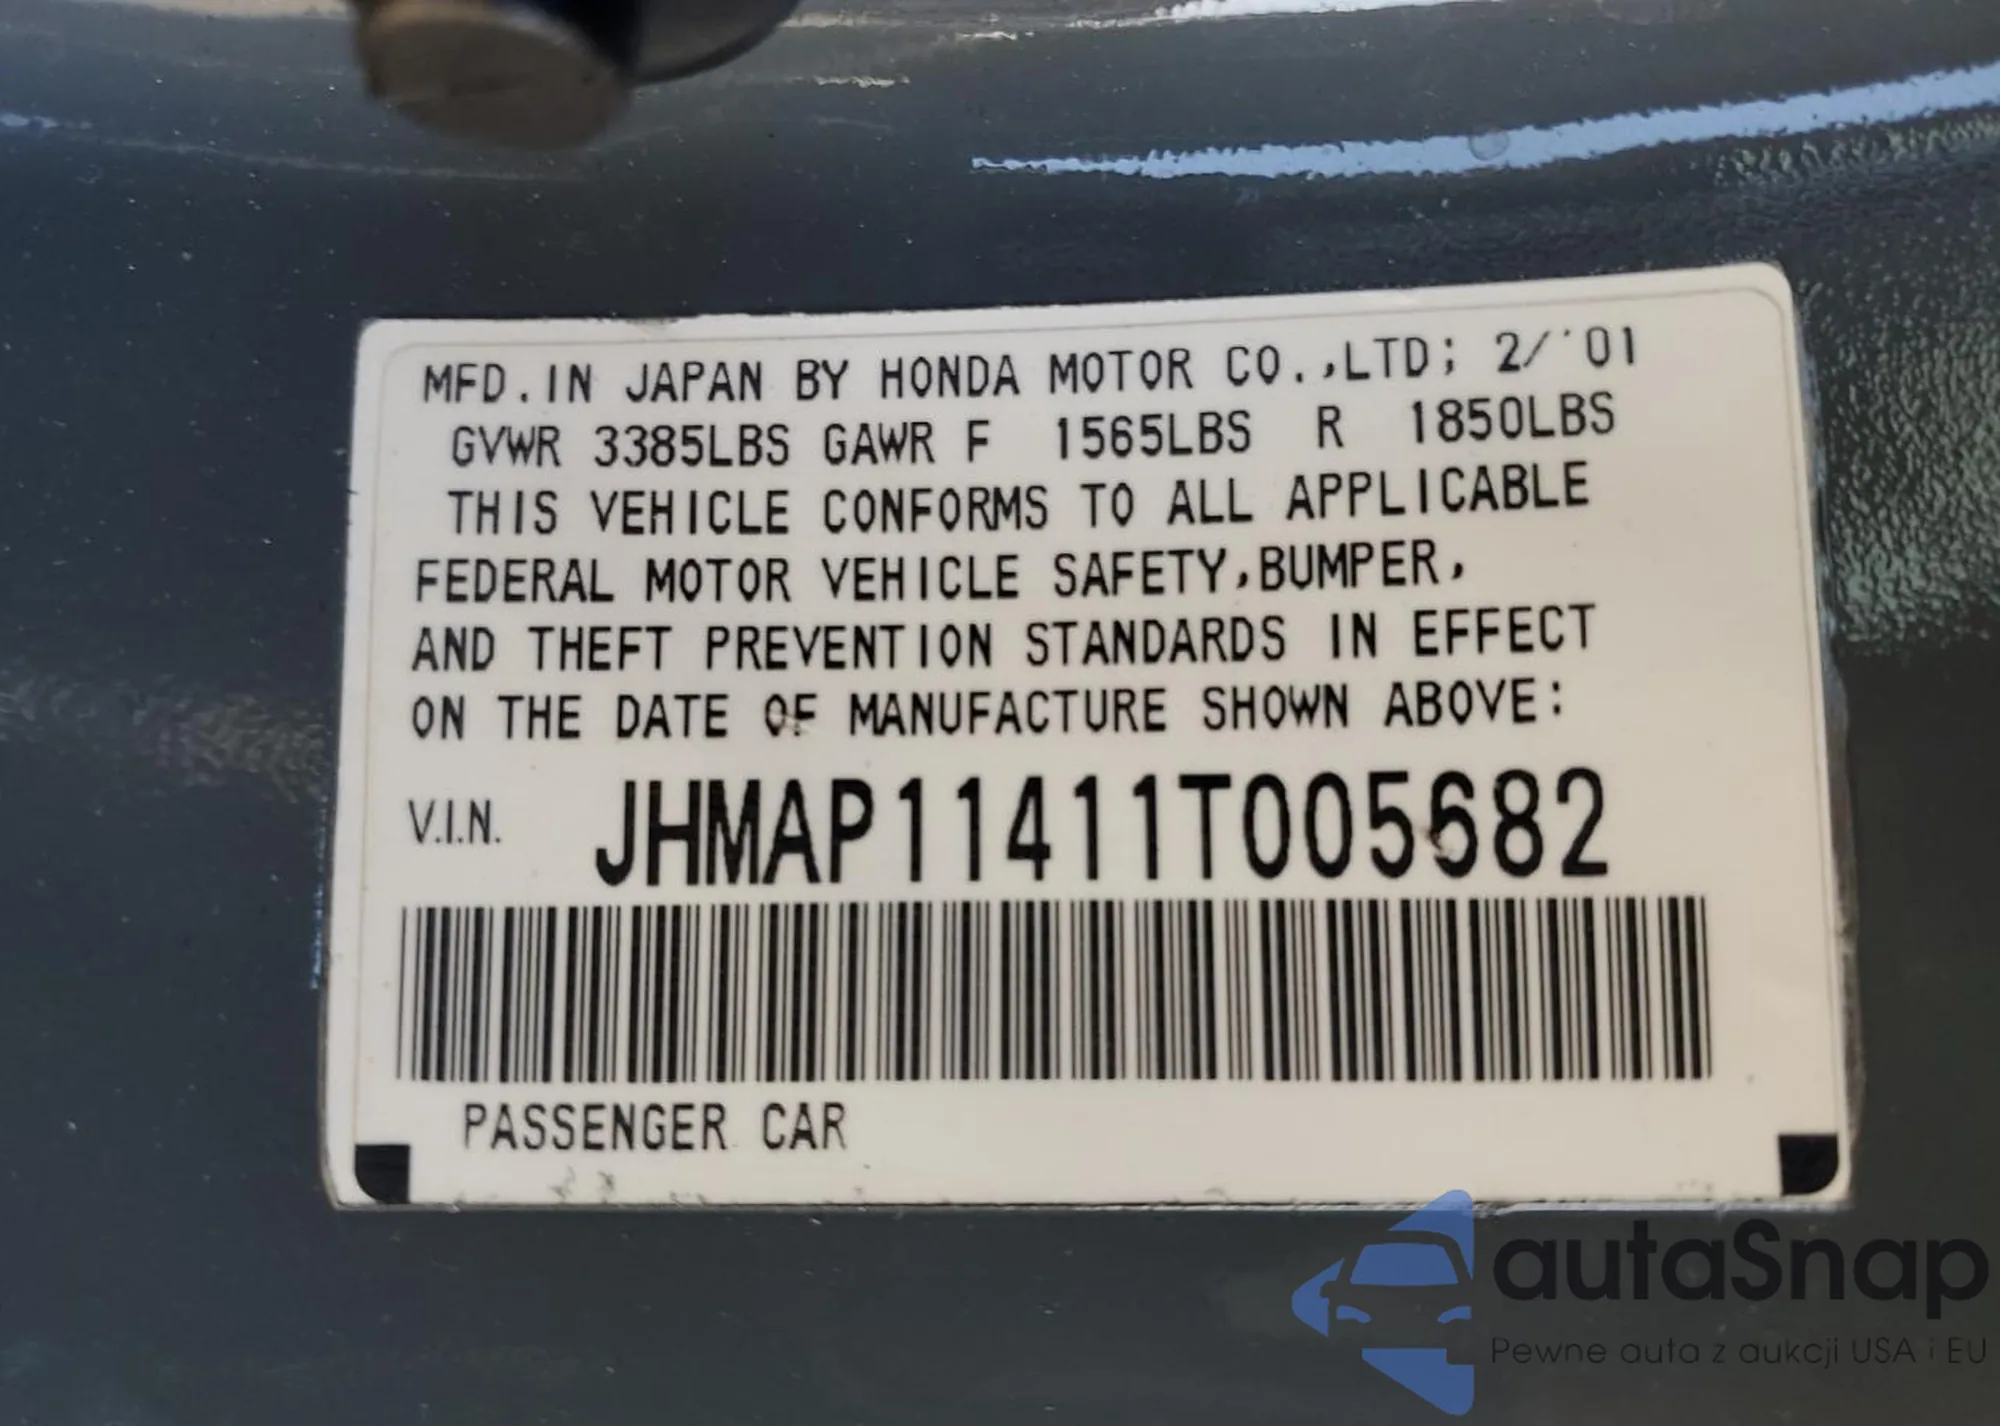 MFD. IN JAPAN BY HONDA MOTOR CO.,LTD; 2/'01
GVWR 3385LBS GAWR F 1565LBS R 1850LBS
THIS VEHICLE CONFORMS TO ALL APPLICABLE
FEDERAL MOTOR VEHICLE SAFETY,BUMPER,
AND THEFT PREVENTION STANDARDS IN EFFECT
ON THE DATE OF MANUFACTURE SHOWN ABOVE:
V.I.N. JHMAP11411T005682
PASSENGER CAR
autaSnap
Pewne auta z aukcji USA i EU